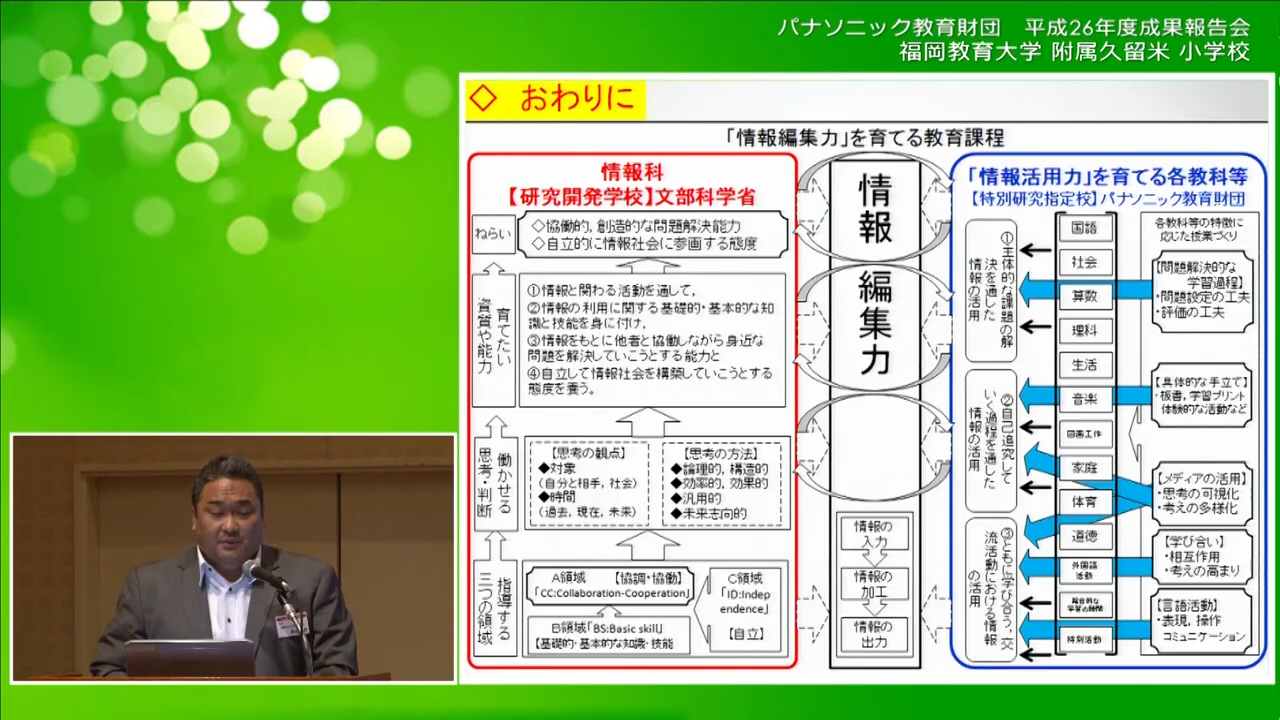 パナソニック教育財団　平成26年度成果報告会
福岡教育大学 附属久留米 小学校
◇　おわりに
「情報編集力」を育てる教育課程
情報科
【研究開発学校】文部科学省
ねらい
◇協働的，創造的な問題解決能力
◇自立的に情報社会に参画する態度
育てたい
資質や能力
①情報と関わる活動を通して，
②情報の利用に関する基礎的・基本的な知
識と技能を身に付け，
③情報をもとに他者と協働しながら身近な
問題を解決していこうとする能力と
④自立して情報社会を構築していこうとする
態度を養う。
働かせる
思考・判断
【思考の観点】
◆対象
（自分と相手，社会）
◆時間
（過去，現在，未来）
【思考の方法】
◆論理的，構造的
◆効率的，効果的
◆汎用的
◆未来志向的
指導する
三つの領域
A領域　【協調・協働】
「CC:Collaboration-Cooperation」
B領域「BS:Basic skill」
【基礎的・基本的な知識・技能
C領域
「ID:Indep
endence」
【自立】
情報
編集力
情報の
入力
情報の
加工
情報の
出力
「情報活用力」を育てる各教科等
【特別研究指定校】パナソニック教育財団
①主体的な課題の解
決を通した
情報の活用
②自己追究して
いく過程を通した
情報の活用
③ともに学び合う，交
流活動における情報
の活用
国語
社会
算数
理科
生活
音楽
図画工作
家庭
体育
道徳
外国語
活動
総合的な
学習の時間
特別活動
各教科等の特徴に
応じた授業づくり
【問題解決的な
学習過程】
・問題設定の工夫
・評価の工夫
【具体的な手立て】
・板書，学習プリント
体験的な活動など
【メディアの活用】
・思考の可視化
・考えの多様化
【学び合い】
・相互作用
・考えの高まり
【言語活動】
・表現，操作
コミュニケーション